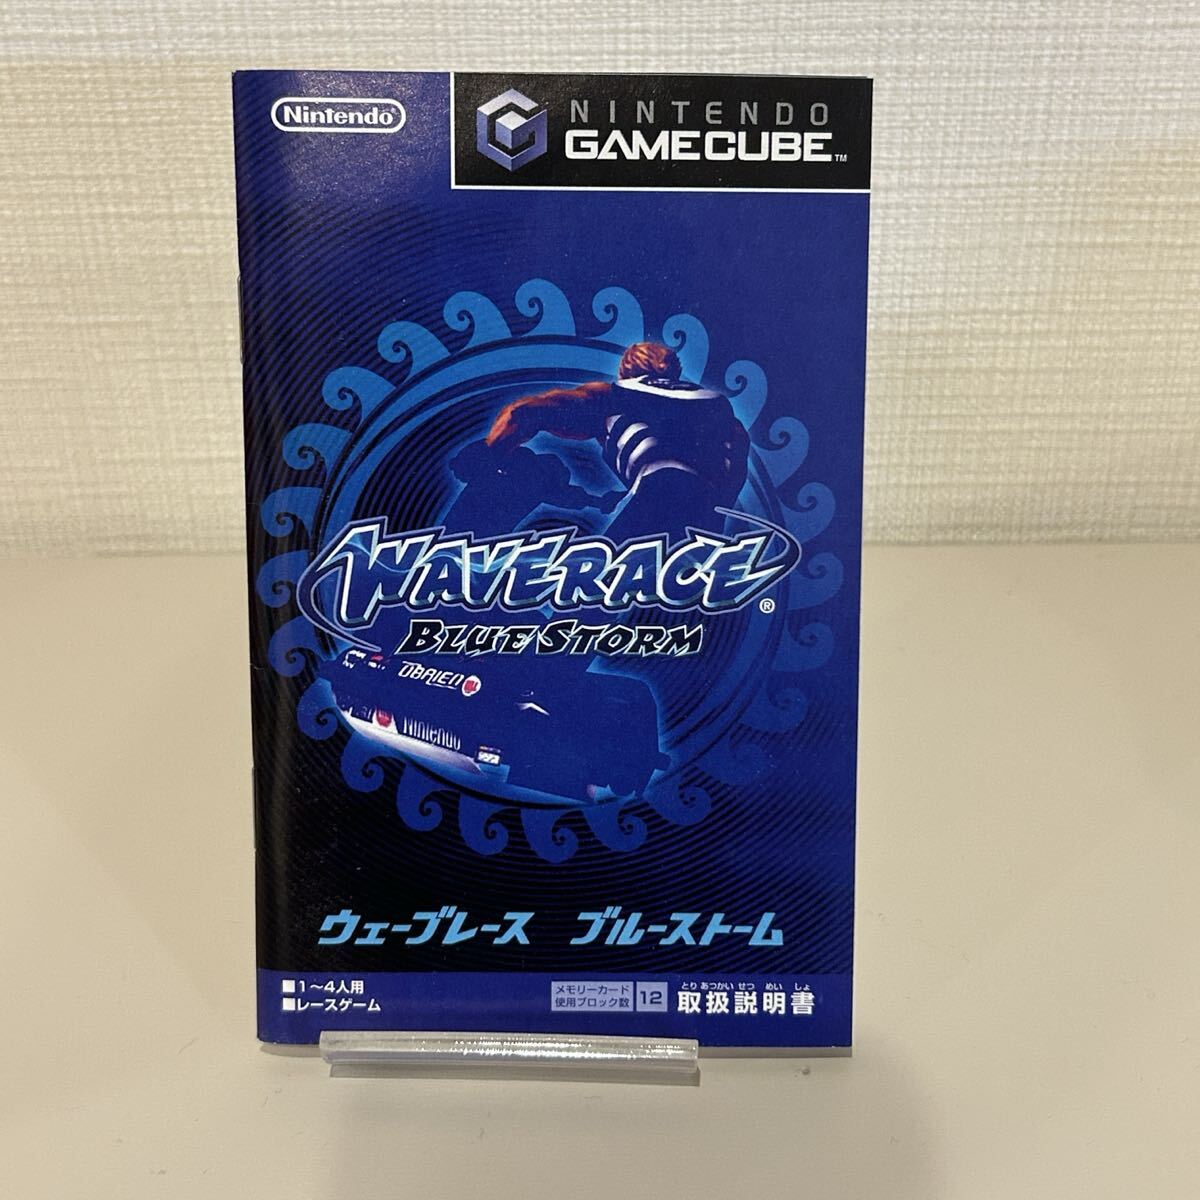 Nintendo®
NINTENDO
GAMECUBE™
WAVERACE®
BLUE STORM
O'BRIEN
Nintendo
ウェーブレース ブルーストーム
■1～4人用
■レースゲーム
メモリーカード
使用ブロック数
12
とり あつかい せつ めい しょ
取扱説明書